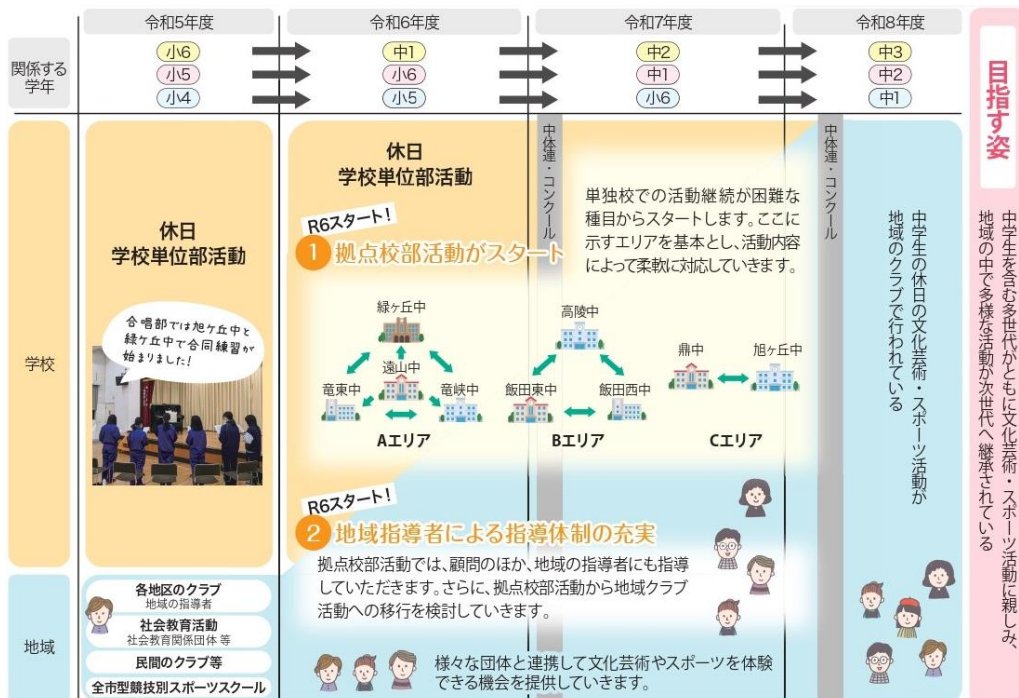 令和5年度
令和6年度
令和7年度
令和8年度
関係する
学年
小6
中1
中2
中3
小5
小6
中1
中2
小4
小5
小6
中1
学校
休日
学校単位部活動
合唱部では旭ケ丘中と
緑ヶ丘中で合同練習が
始まりました!
休日
学校単位部活動
R6スタート!
1 拠点校部活動がスタート
中体連・コンクール
単独校での活動継続が困難な
種目からスタートします。ここに
示すエリアを基本とし、活動内容
によって柔軟に対応していきます。
緑ヶ丘中
遠山中
竜東中
竜峡中
Aエリア
高陵中
飯田東中
飯田西中
Bエリア
鼎中
旭ヶ丘中
Cエリア
R6スタート!
2 地域指導者による指導体制の充実
拠点校部活動では、顧問のほか、地域の指導者にも指導
していただきます。さらに、拠点校部活動から地域クラブ
活動への移行を検討していきます。
中体連・コンクール
中学生の休日の文化芸術・スポーツ活動が
地域のクラブで行われている
地域
各地区のクラブ
地域の指導者
社会教育活動
社会教育関係団体 等
民間のクラブ等
全市型競技別スポーツスクール
様々な団体と連携して文化芸術やスポーツを体験
できる機会を提供していきます。
目指す姿
中学生を含む多世代がともに文化芸術・スポーツ活動に親しみ、
地域の中で多様な活動が次世代へ継承されている